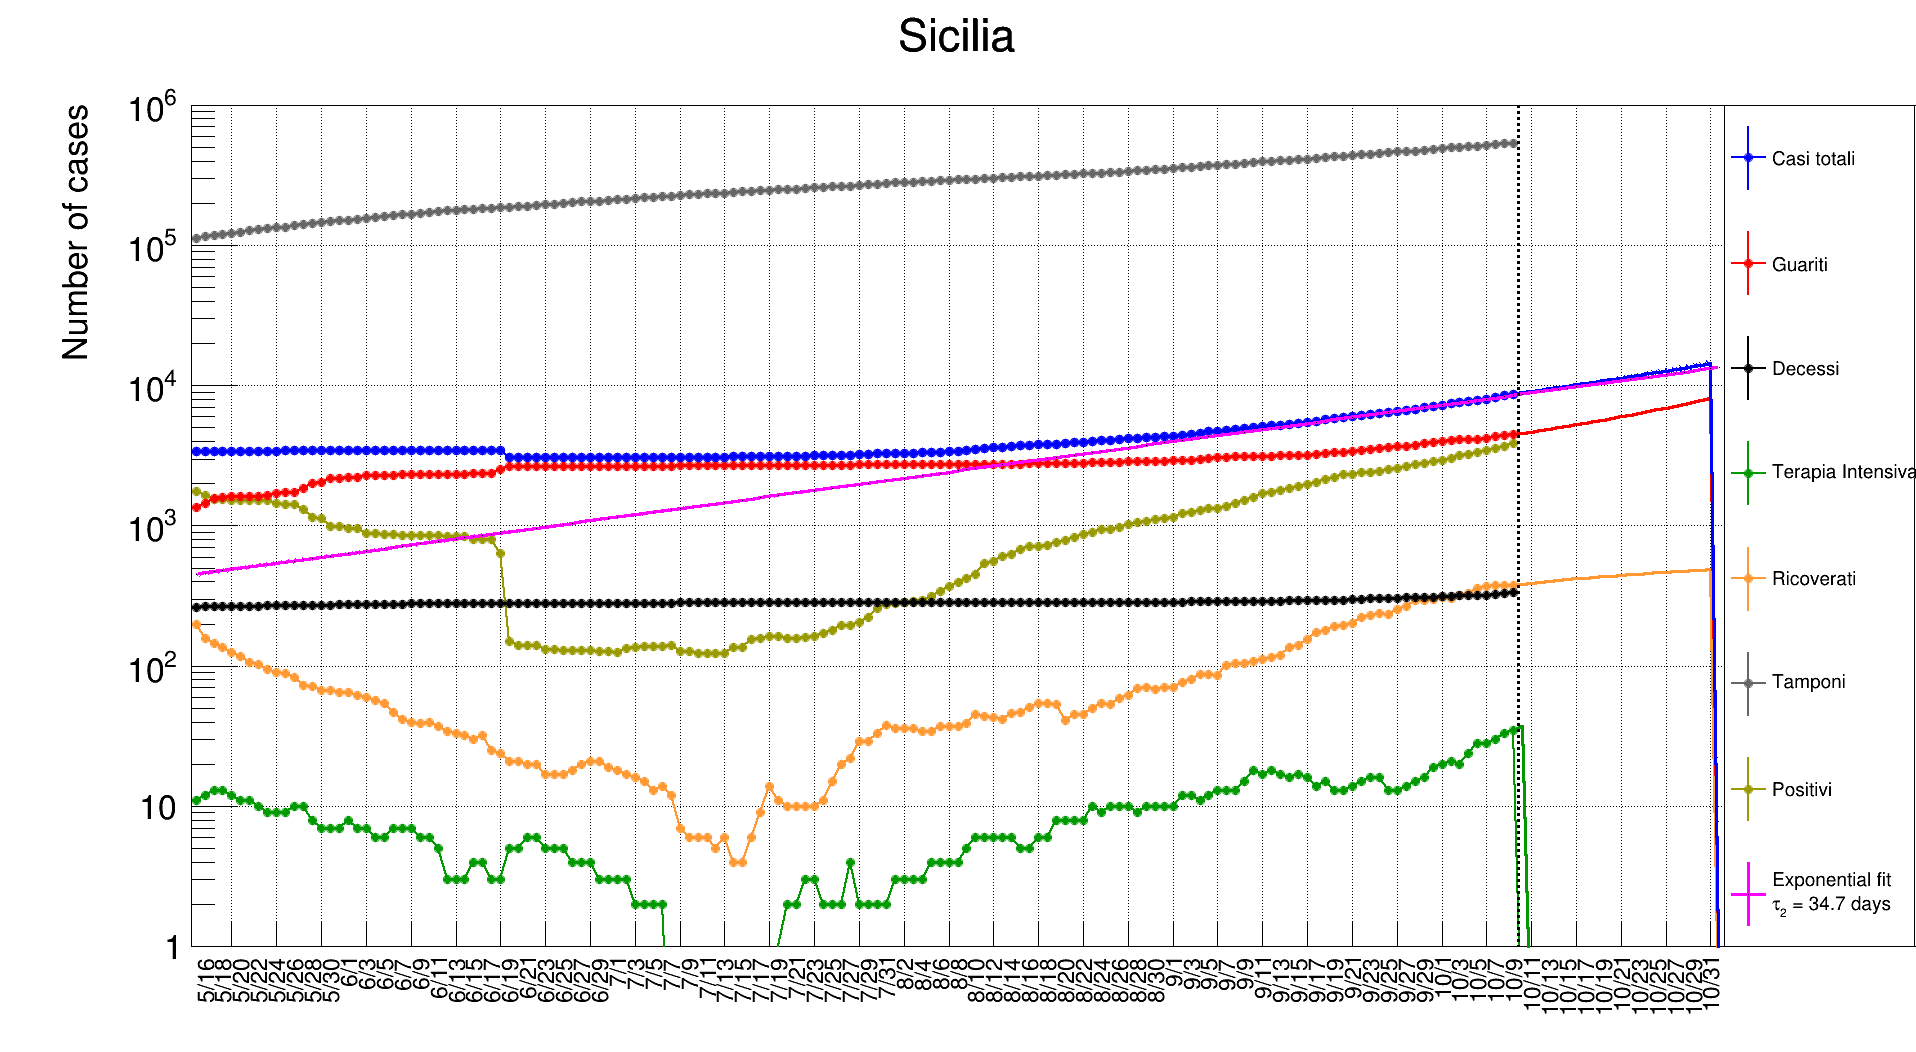 Sicilia
Number of cases
10^6
10^5
10^4
10^3
10^2
10
1
5/16 5/18 5/20 5/22 5/24 5/26 5/28 5/30 6/1 6/3 6/5 6/7 6/9 6/11 6/13 6/15 6/17 6/19 6/21 6/23 6/25 6/27 6/29 7/1 7/3 7/5 7/7 7/9 7/11 7/13 7/15 7/17 7/19 7/21 7/23 7/25 7/27 7/29 7/31 8/2 8/4 8/6 8/8 8/10 8/12 8/14 8/16 8/18 8/20 8/22 8/24 8/26 8/28 8/30 9/1 9/3 9/5 9/7 9/9 9/11 9/13 9/15 9/17 9/19 9/21 9/23 9/25 9/27 9/29 10/1 10/3 10/5 10/7 10/9 10/11 10/13 10/15 10/17 10/19 10/21 10/23 10/25 10/27 10/29 10/31
Casi totali
Guariti
Decessi
Terapia Intensiva
Ricoverati
Tamponi
Positivi
Exponential fit
τ₂ = 34.7 days